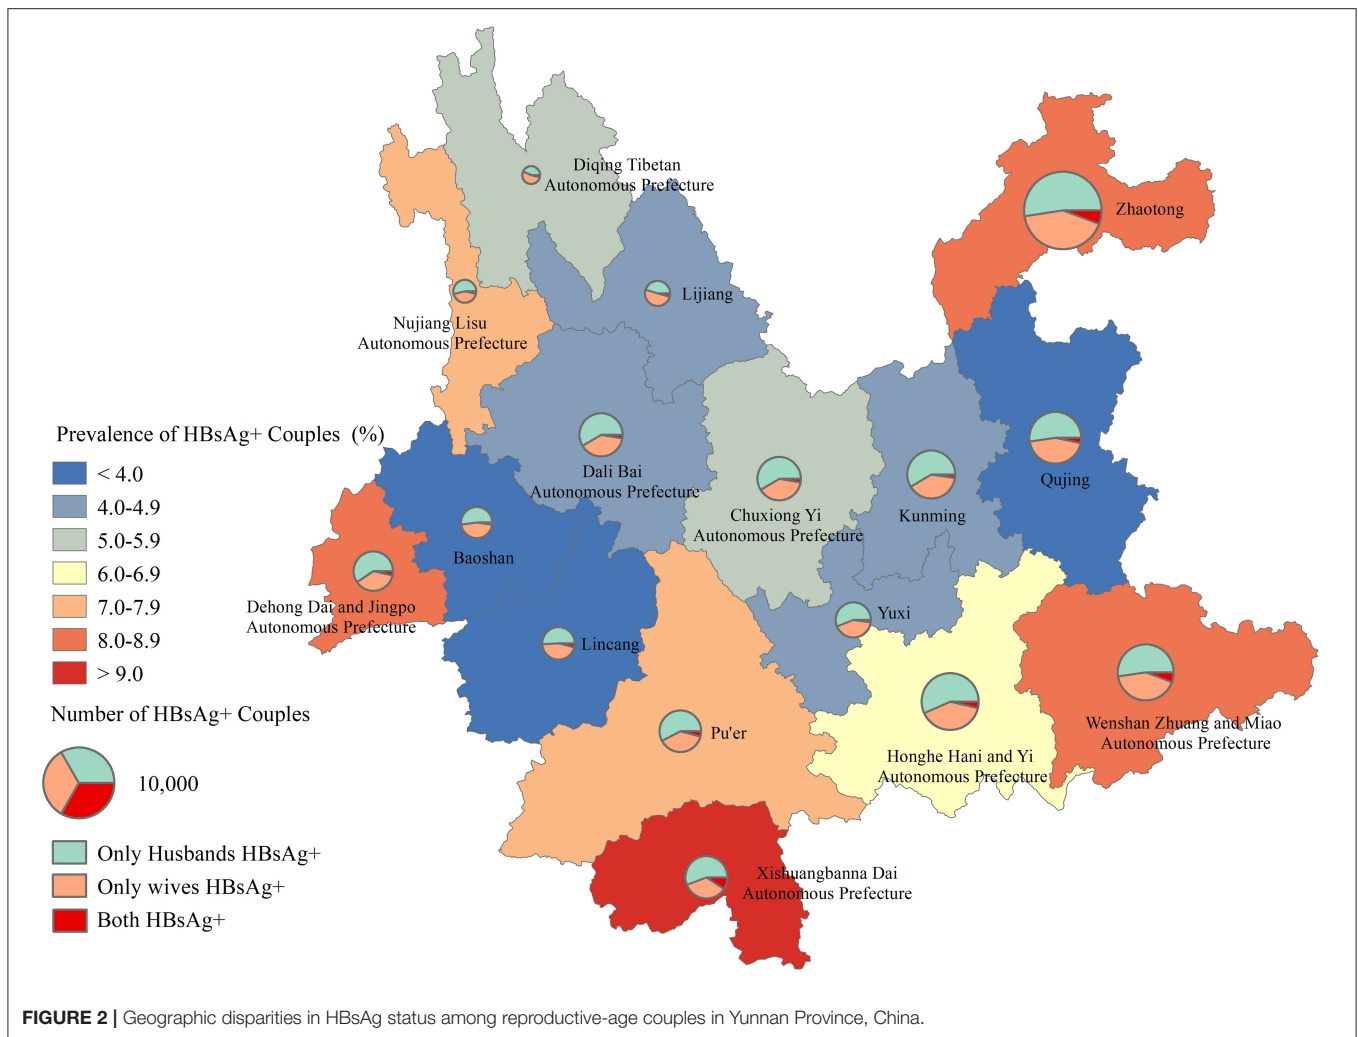 Diqing Tibetan
Autonomous Prefecture
Zhaotong
Lijiang
Nujiang Lisu
Autonomous Prefecture
Prevalence of HBsAg+ Couples (%)
< 4.0
4.0-4.9
5.0-5.9
6.0-6.9
7.0-7.9
8.0-8.9
> 9.0
Dali Bai
Autonomous Prefecture
Qujing
Chuxiong Yi
Autonomous Prefecture
Kunming
Baoshan
Dehong Dai and Jingpo
Autonomous Prefecture
Yuxi
Lincang
Number of HBsAg+ Couples
10,000
Pu'er
Wenshan Zhuang and Miao
Autonomous Prefecture
Honghe Hani and Yi
Autonomous Prefecture
Only Husbands HBsAg+
Only wives HBsAg+
Both HBsAg+
Xishuangbanna Dai
Autonomous Prefecture
FIGURE 2 | Geographic disparities in HBsAg status among reproductive-age couples in Yunnan Province, China.